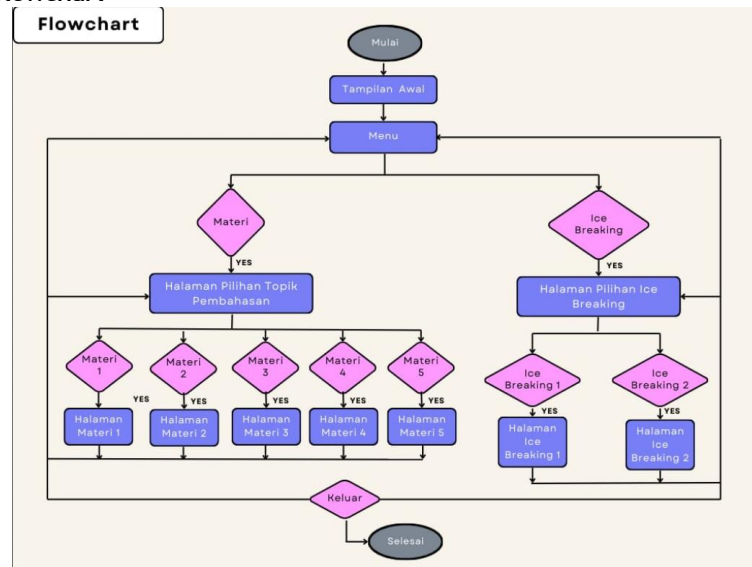 Flowchart
Mulai
Tampilan Awal
Menu
Materi
Ice
Breaking
YES
YES
Halaman Pilihan Topik
Pembahasan
Halaman Pilihan Ice
Breaking
Materi
1
Materi
2
Materi
3
Materi
4
Materi
5
Ice
Breaking 1
Ice
Breaking 2
YES
YES
YES
YES
YES
YES
YES
Halaman
Materi 1
Halaman
Materi 2
Halaman
Materi 3
Halaman
Materi 4
Halaman
Materi 5
Halaman
Ice
Breaking 1
Halaman
Ice
Breaking 2
Keluar
Selesai